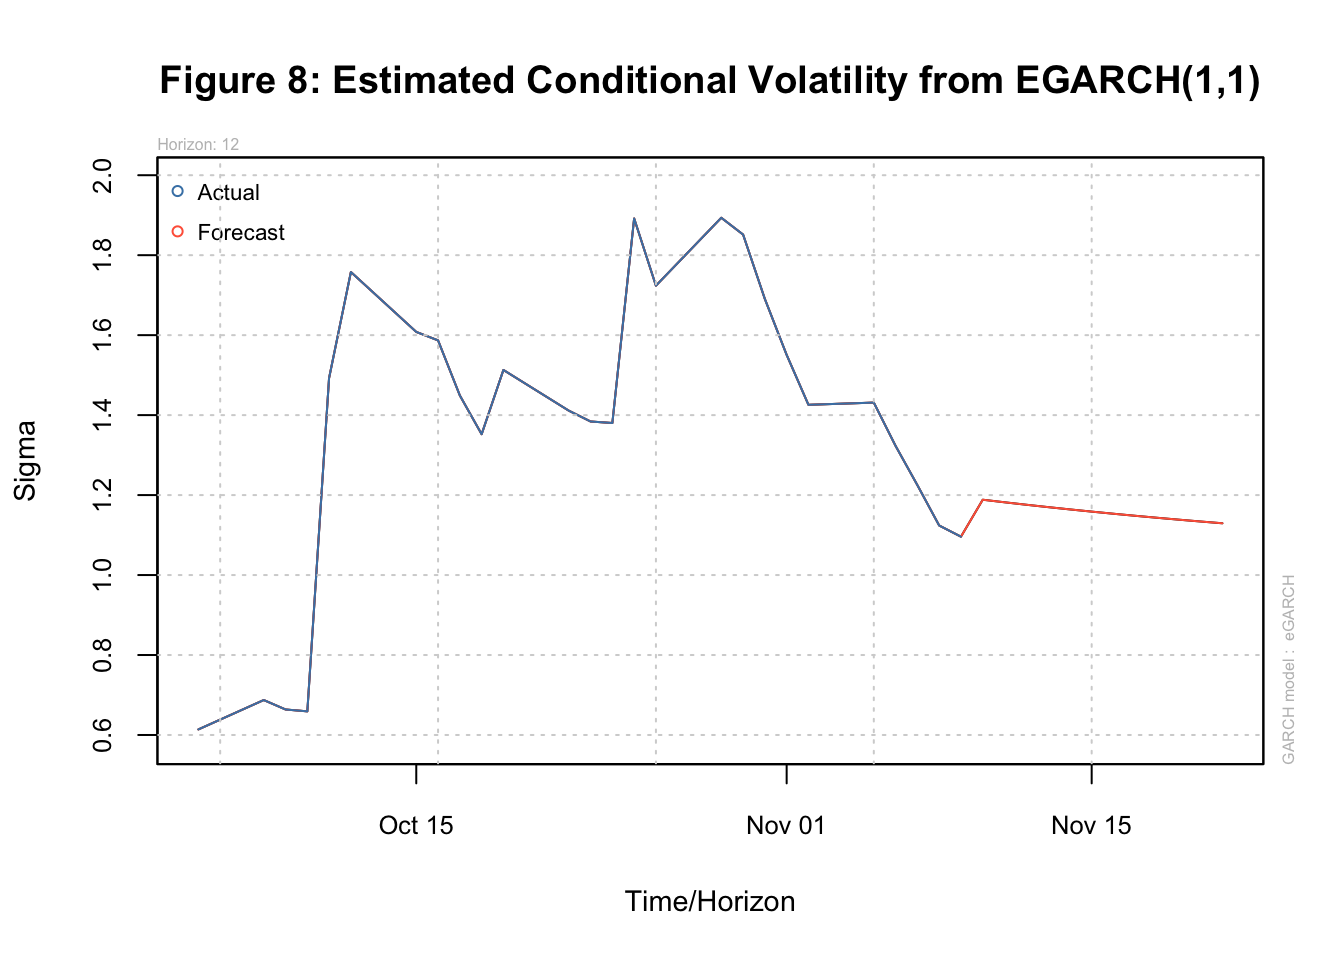 Figure 8: Estimated Conditional Volatility from EGARCH(1,1)
Horizon: 12
Actual
Forecast
2.0
1.8
1.6
1.4
1.2
1.0
0.8
0.6
Sigma
Oct 15
Nov 01
Nov 15
Time/Horizon
GARCH model : eGARCH